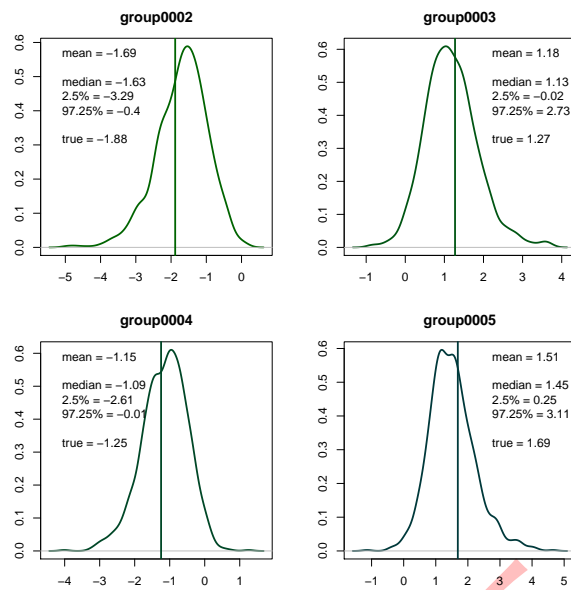 group0002
0.0 0.1 0.2 0.3 0.4 0.5 0.6
mean = −1.69
median = −1.63
2.5% = −3.29
97.25% = −0.4
true = −1.88
−5 −4 −3 −2 −1 0
group0003
0.0 0.1 0.2 0.3 0.4 0.5 0.6
mean = 1.18
median = 1.13
2.5% = −0.02
97.25% = 2.73
true = 1.27
−1 0 1 2 3 4
group0004
0.0 0.1 0.2 0.3 0.4 0.5 0.6
mean = −1.15
median = −1.09
2.5% = −2.61
97.25% = −0.01
true = −1.25
−4 −3 −2 −1 0 1
group0005
0.0 0.1 0.2 0.3 0.4 0.5 0.6
mean = 1.51
median = 1.45
2.5% = 0.25
97.25% = 3.11
true = 1.69
−1 0 1 2 3 4 5